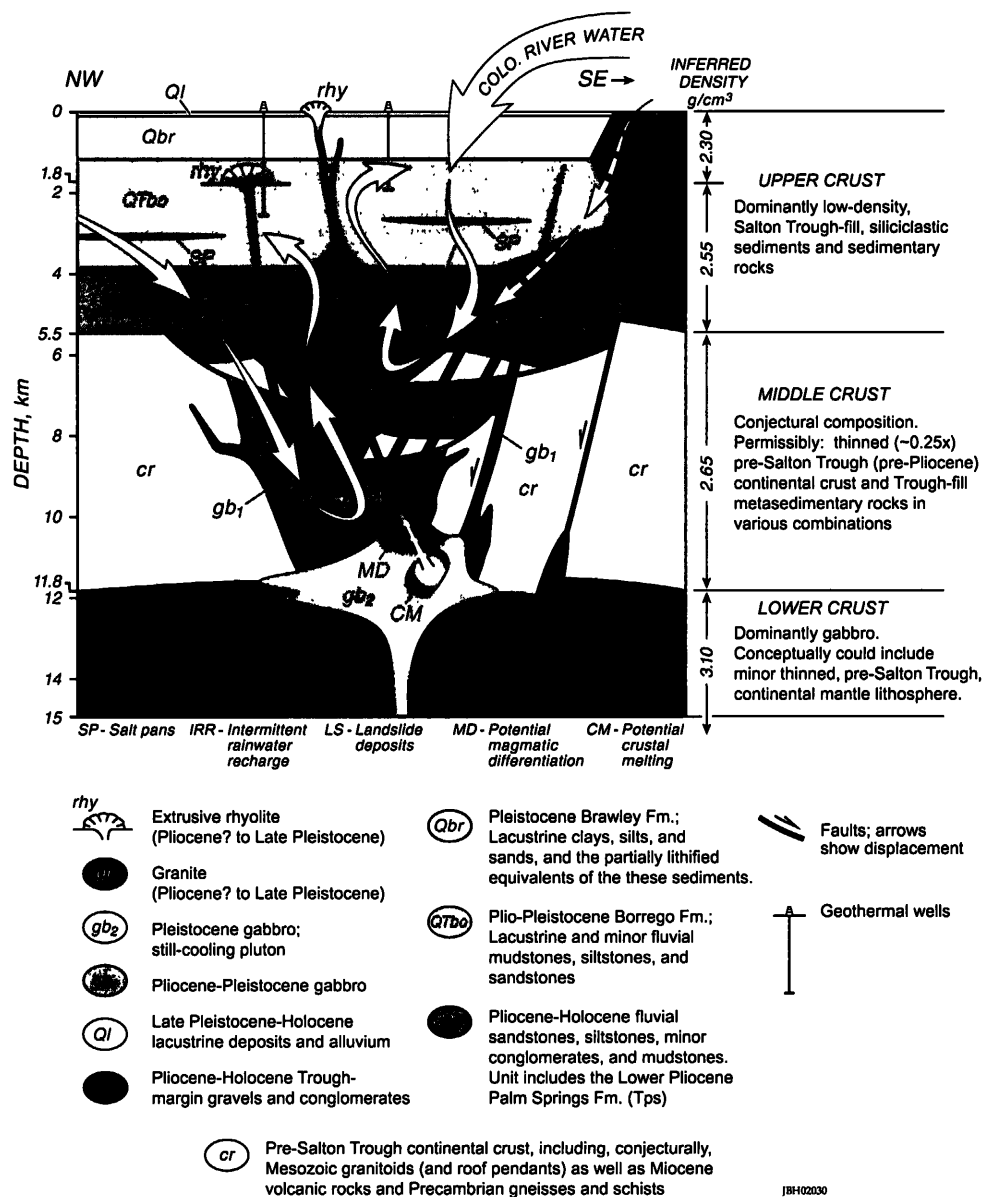 COLO. RIVER WATER
NW
SE
INFERRED
DENSITY
g/cm³
Ql
rhy
0
Qbr
2.30
1.8
2
rhy
QTbo
SP
SP
UPPER CRUST
Dominantly low-density,
Salton Trough-fill, siliciclastic
sediments and sedimentary
rocks
2.55
4
5.5
6
DEPTH, km
MIDDLE CRUST
Conjectural composition.
Permissibly: thinned (~0.25x)
pre-Salton Trough (pre-Pliocene)
continental crust and Trough-fill
metasedimentary rocks in
various combinations
2.65
8
cr
gb₁
cr
cr
gb₁
10
MD
gb₂
CM
11.8
12
LOWER CRUST
Dominantly gabbro.
Conceptually could include
minor thinned, pre-Salton Trough,
continental mantle lithosphere.
3.10
14
15
SP - Salt pans
IRR - Intermittent
rainwater
recharge
LS - Landslide
deposits
MD - Potential
magmatic
differentiation
CM - Potential
crustal
melting
rhy
Extrusive rhyolite
(Pliocene? to Late Pleistocene)
Granite
(Pliocene? to Late Pleistocene)
gb₂
Pleistocene gabbro;
still-cooling pluton
Pliocene-Pleistocene gabbro
Ql
Late Pleistocene-Holocene
lacustrine deposits and alluvium
Pliocene-Holocene Trough-
margin gravels and conglomerates
Qbr
Pleistocene Brawley Fm.;
Lacustrine clays, silts, and
sands, and the partially lithified
equivalents of the these sediments.
QTbo
Plio-Pleistocene Borrego Fm.;
Lacustrine and minor fluvial
mudstones, siltstones, and
sandstones
Pliocene-Holocene fluvial
sandstones, siltstones, minor
conglomerates, and mudstones.
Unit includes the Lower Pliocene
Palm Springs Fm. (Tps)
Faults; arrows
show displacement
Geothermal wells
cr
Pre-Salton Trough continental crust, including, conjecturally,
Mesozoic granitoids (and roof pendants) as well as Miocene
volcanic rocks and Precambrian gneisses and schists
JBH02030